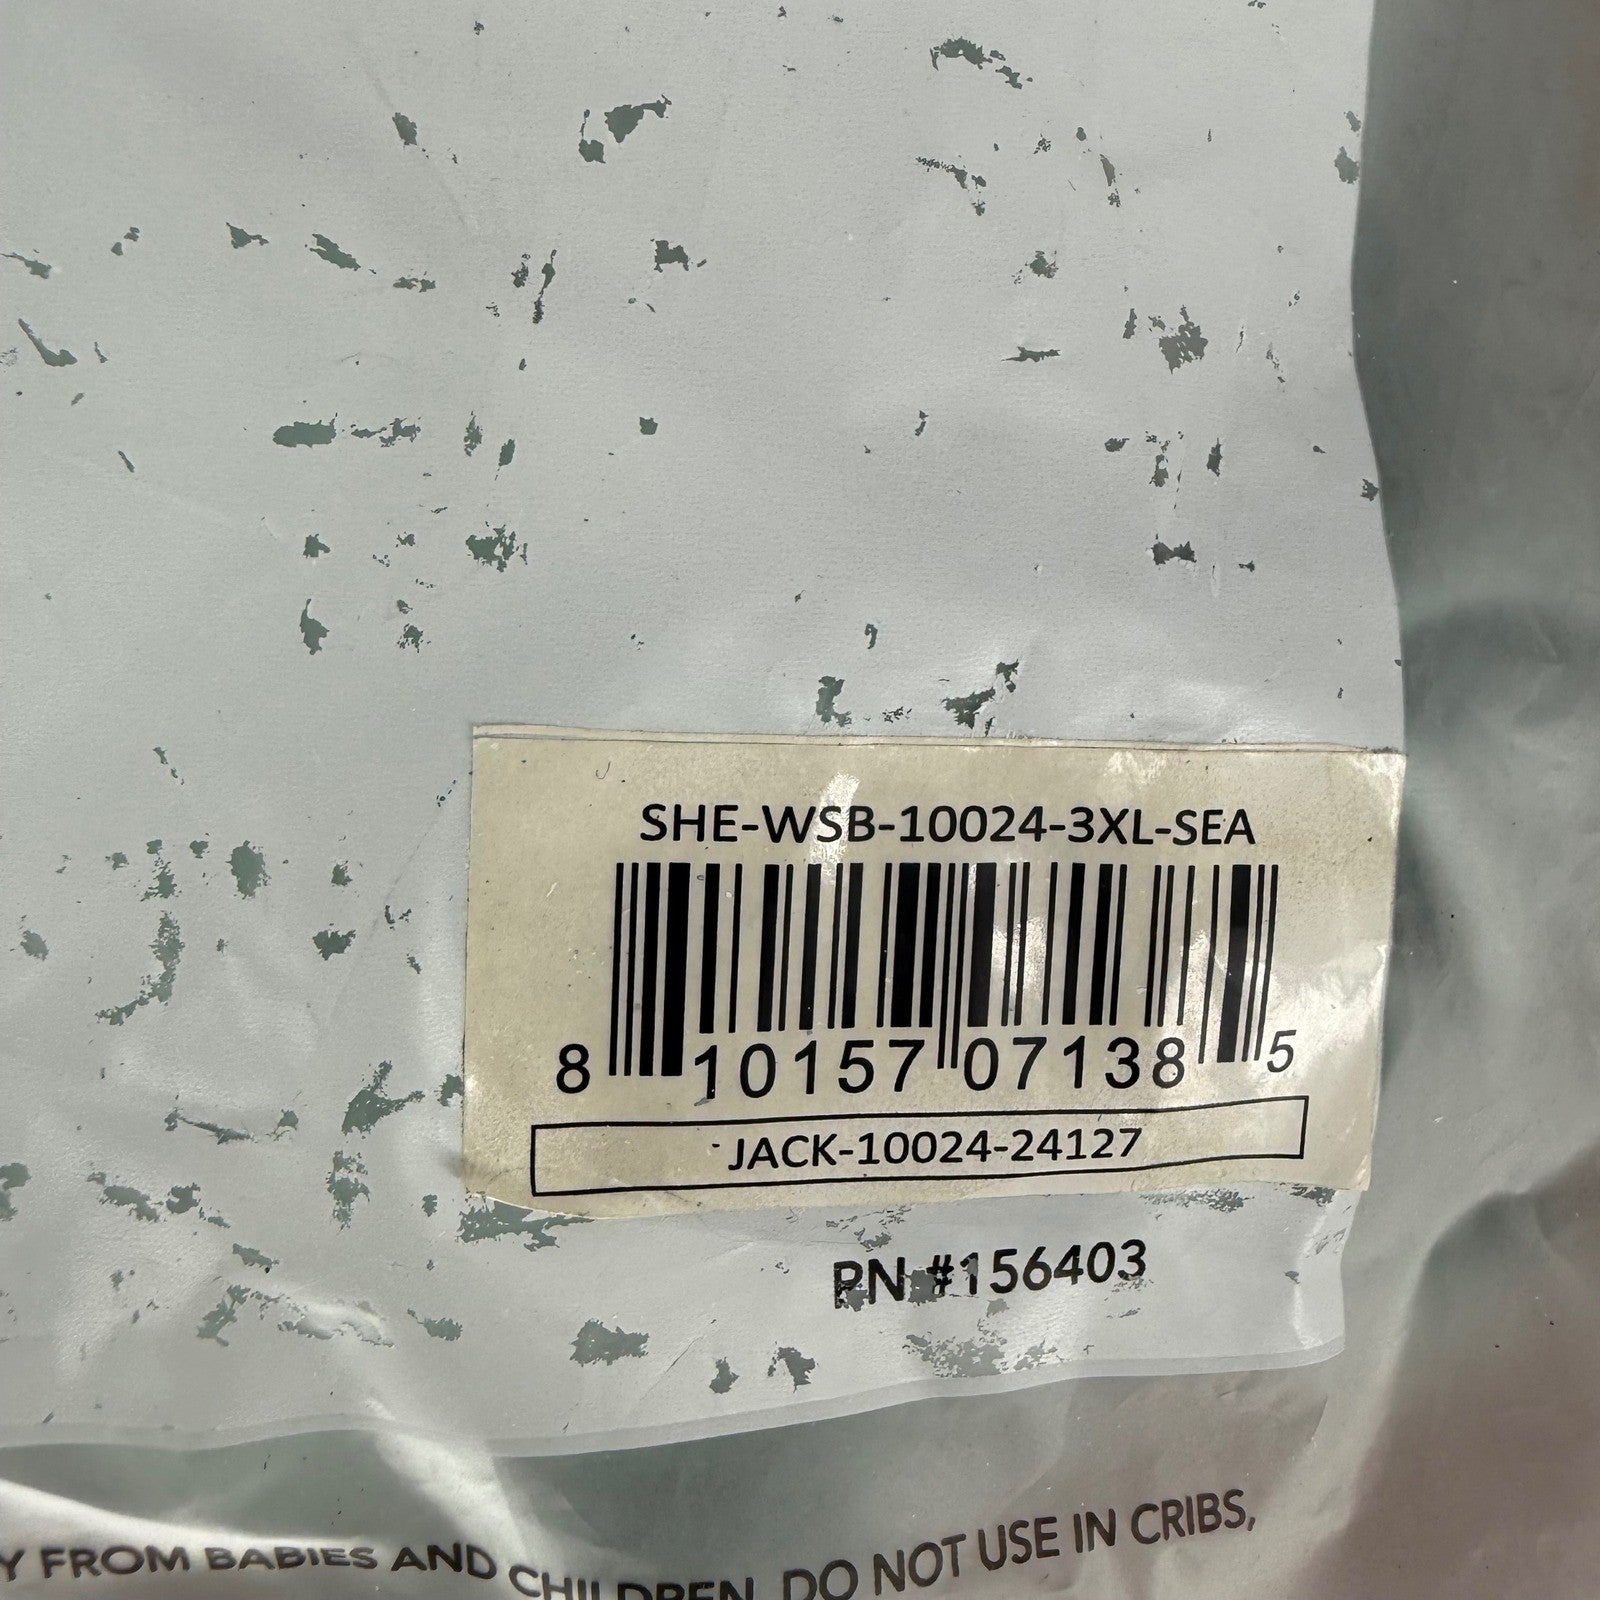 SHE-WSB-10024-3XL-SEA
8 10157 07138 5
JACK-10024-24127
PN #156403
Y FROM BABIES AND CHILDREN. DO NOT USE IN CRIBS,